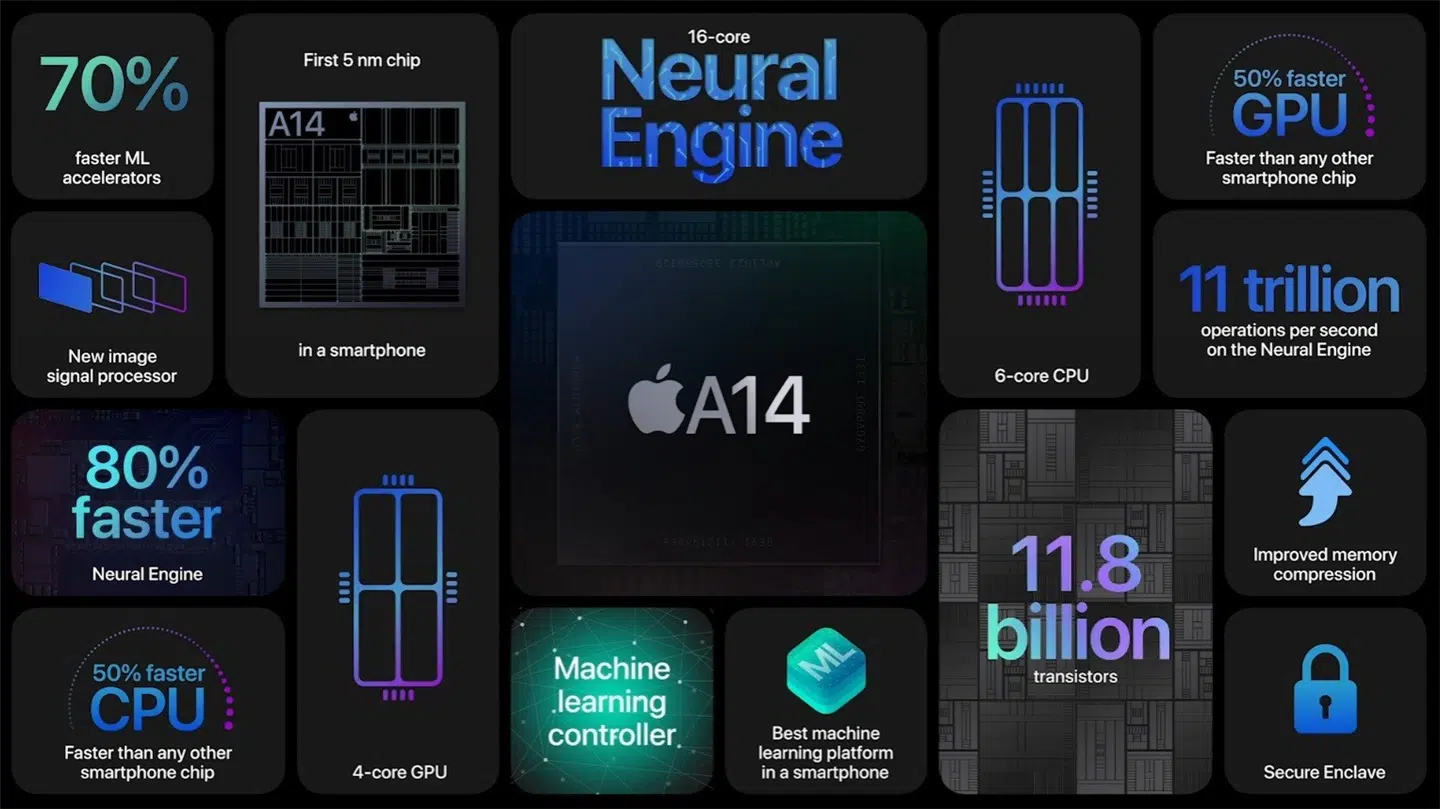 70%
faster ML
accelerators
First 5 nm chip
A14
in a smartphone
16-core
Neural
Engine
6-core CPU
50% faster
GPU
Faster than any other
smartphone chip
New image
signal processor
A14
11 trillion
operations per second
on the Neural Engine
80%
faster
Neural Engine
4-core GPU
11.8
billion
transistors
Improved memory
compression
50% faster
CPU
Faster than any other
smartphone chip
Machine
learning
controller
ML
Best machine
learning platform
in a smartphone
Secure Enclave